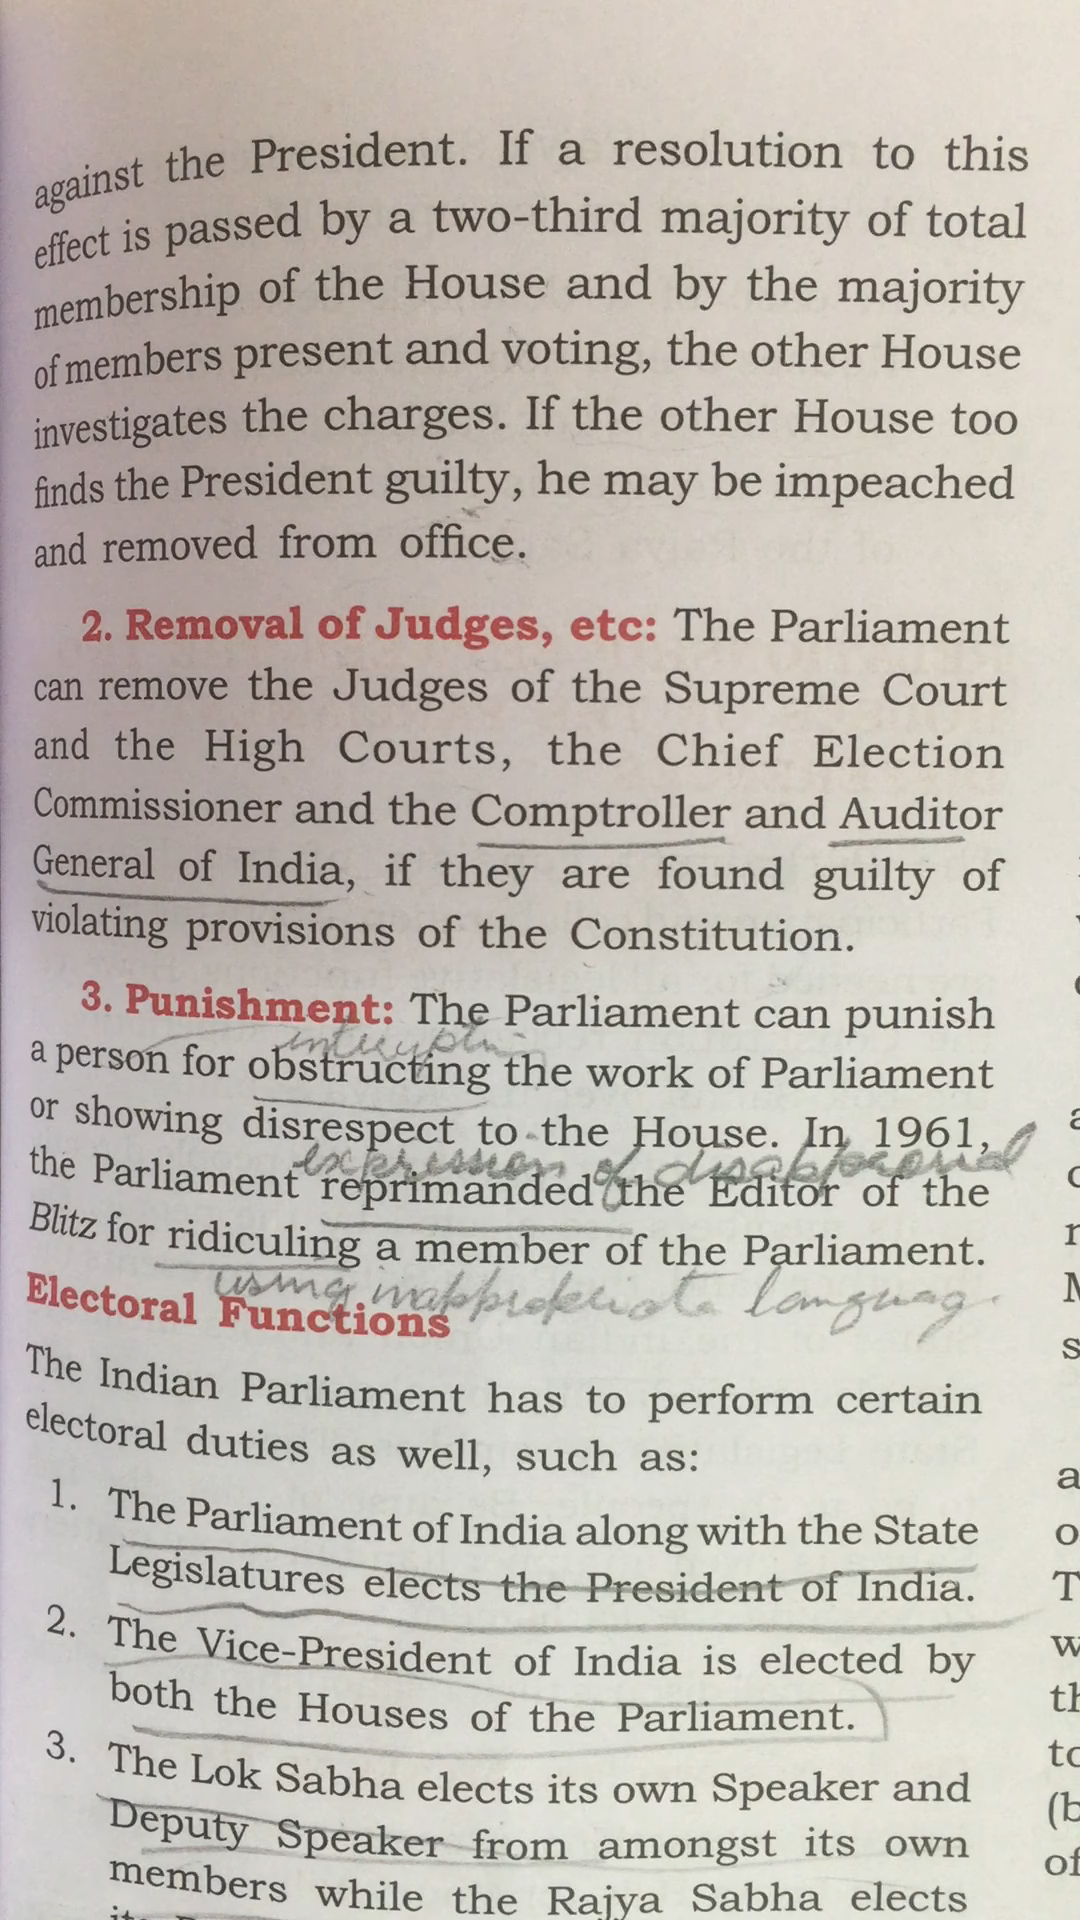 against the President. If a resolution to this
effect is passed by a two-third majority of total
membership of the House and by the majority
of members present and voting, the other House
investigates the charges. If the other House too
finds the President guilty, he may be impeached
and removed from office.
2. Removal of Judges, etc: The Parliament
can remove the Judges of the Supreme Court
and the High Courts, the Chief Election
Commissioner and the Comptroller and Auditor
General of India, if they are found guilty of
violating provisions of the Constitution.
3. Punishment: The Parliament can punish
a person for obstructing the work of Parliament
or showing disrespect to the House. In 1961,
expression of disapproval
the Parliament reprimanded the Editor of the
Blitz for ridiculing a member of the Parliament.
using languag.
Electoral Functions
The Indian Parliament has to perform certain
electoral duties as well, such as:
1. The Parliament of India along with the State
Legislatures elects the President of India.
2. The Vice-President of India is elected by
both the Houses of the Parliament.
3. The Lok Sabha elects its own Speaker and
Deputy Speaker from amongst its own
members while the Rajya Sabha elects